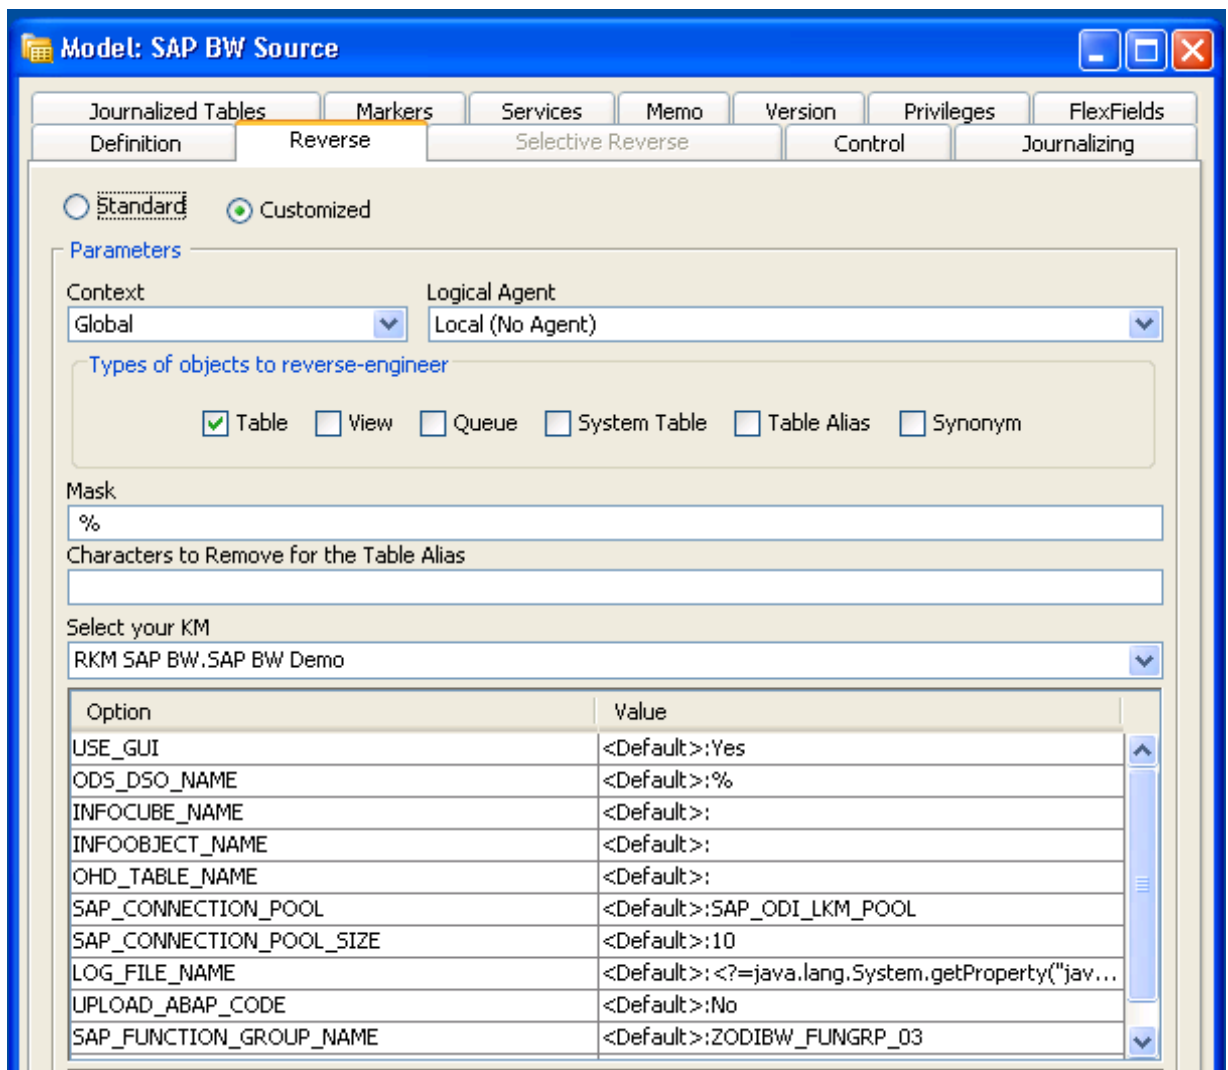 Model: SAP BW Source
Journalized Tables Markers Services Memo Version Privileges FlexFields
Definition Reverse Selective Reverse Control Journalizing
Standard Customized
Parameters
Context Logical Agent
Global Local (No Agent)
Types of objects to reverse-engineer
Table View Queue System Table Table Alias Synonym
Mask
%
Characters to Remove for the Table Alias
Select your KM
RKM SAP BW.SAP BW Demo
Option Value
USE_GUI <Default>:Yes
ODS_DSO_NAME <Default>:%
INFOCUBE_NAME <Default>:
INFOOBJECT_NAME <Default>:
OHD_TABLE_NAME <Default>:
SAP_CONNECTION_POOL <Default>:SAP_ODI_LKM_POOL
SAP_CONNECTION_POOL_SIZE <Default>:10
LOG_FILE_NAME <Default>:<?=java.lang.System.getProperty("jav...
UPLOAD_ABAP_CODE <Default>:No
SAP_FUNCTION_GROUP_NAME <Default>:ZODIBW_FUNGRP_03